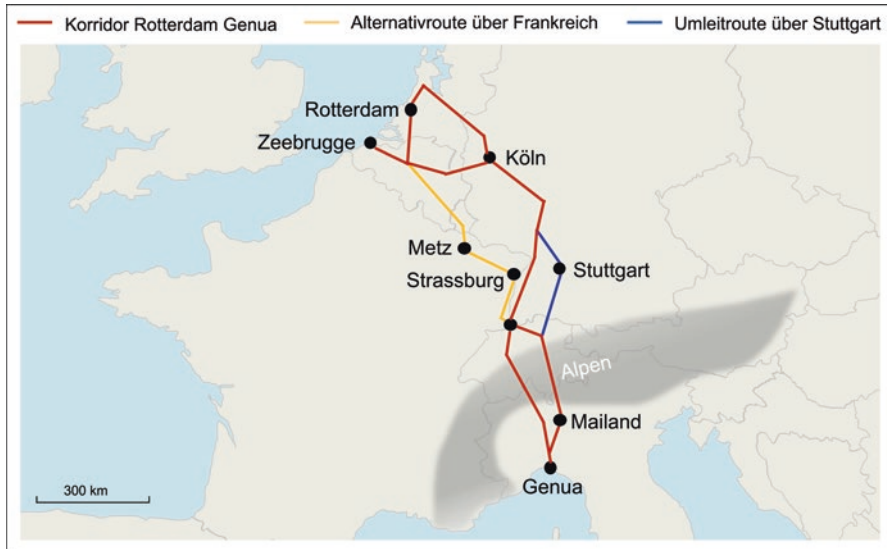 Korridor Rotterdam Genua
Alternativroute über Frankreich
Umleitroute über Stuttgart
Rotterdam
Zeebrugge
Köln
Metz
Strassburg
Stuttgart
Alpen
Mailand
Genua
300 km